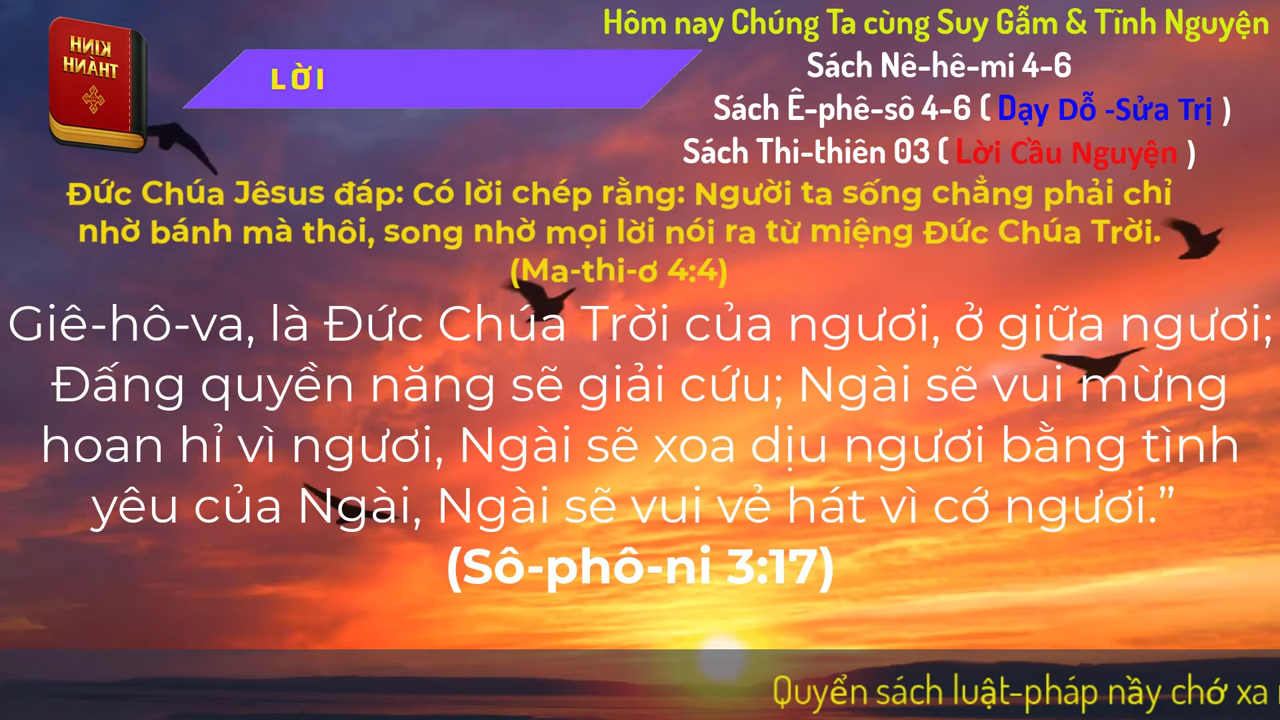 KINH
THÁNH
LỜI
Hôm nay Chúng Ta cùng Suy Gẫm & Tĩnh Nguyện
Sách Nê-hê-mi 4-6
Sách Ê-phê-sô 4-6 ( Dạy Dỗ -Sửa Trị )
Sách Thi-thiên 03 ( Lời Cầu Nguyện )
Đức Chúa Jêsus đáp: Có lời chép rằng: Người ta sống chẳng phải chỉ
nhờ bánh mà thôi, song nhờ mọi lời nói ra từ miệng Đức Chúa Trời.
(Ma-thi-ơ 4:4)
Giê-hô-va, là Đức Chúa Trời của ngươi, ở giữa ngươi;
Đấng quyền năng sẽ giải cứu; Ngài sẽ vui mừng
hoan hỉ vì ngươi, Ngài sẽ xoa dịu ngươi bằng tình
yêu của Ngài, Ngài sẽ vui vẻ hát vì cớ ngươi.”
(Sô-phô-ni 3:17)
Quyển sách luật-pháp nầy chớ xa